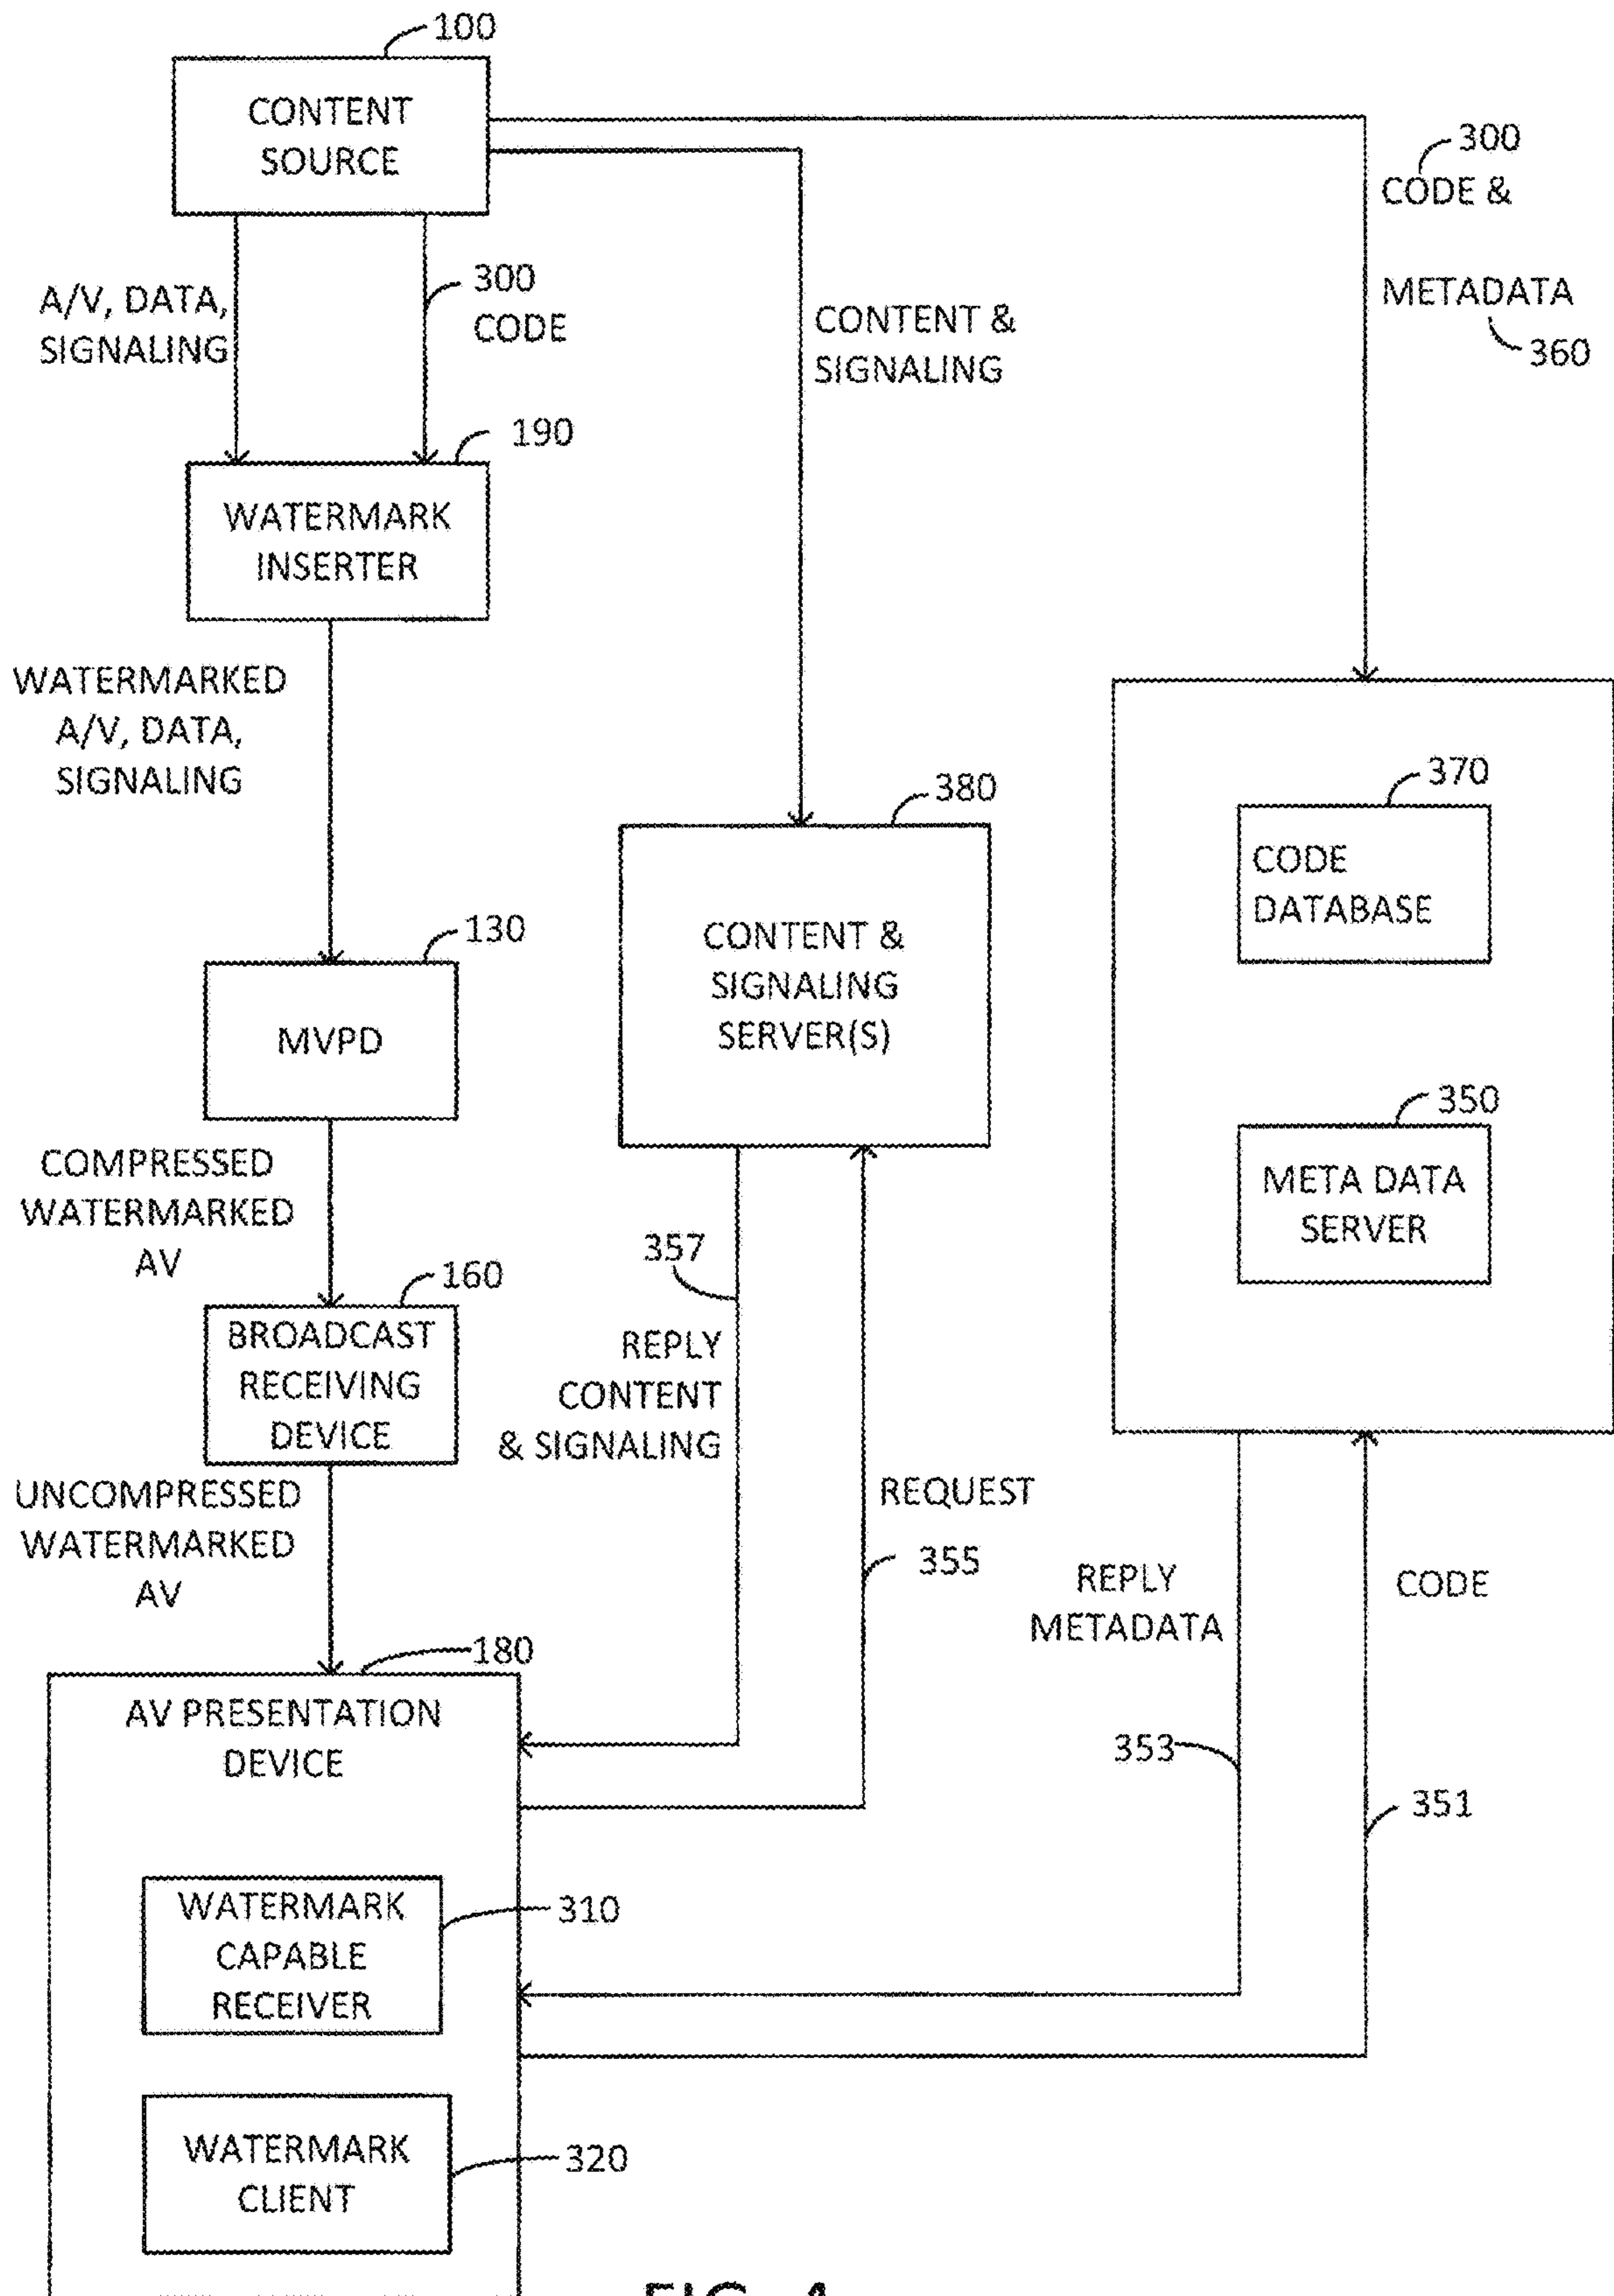 100
CONTENT
SOURCE
300
CODE &
METADATA
360
A/V, DATA,
SIGNALING
300
CODE
CONTENT &
SIGNALING
190
WATERMARK
INSERTER
WATERMARKED
A/V, DATA,
SIGNALING
380
CONTENT &
SIGNALING
SERVER(S)
370
CODE
DATABASE
130
MVPD
350
META DATA
SERVER
COMPRESSED
WATERMARKED
AV
160
BROADCAST
RECEIVING
DEVICE
357
REPLY
CONTENT
& SIGNALING
REQUEST
355
UNCOMPRESSED
WATERMARKED
AV
REPLY
METADATA
CODE
180
AV PRESENTATION
DEVICE
353
351
WATERMARK
CAPABLE
RECEIVER
310
WATERMARK
CLIENT
320